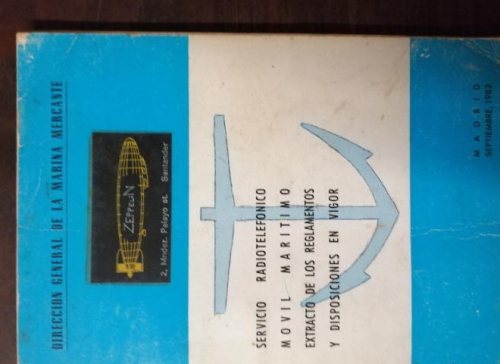 DIRECCION GENERAL DE LA MARINA MERCANTE
ZEPPELIN
2, Mndez. Pelayo st. Santander
SERVICIO RADIOTELEFONICO
MOVIL MARITIMO
EXTRACTO DE LOS REGLAMENTOS
Y DISPOSICIONES EN VIGOR
MADRID
SEPTIEMBRE 1962